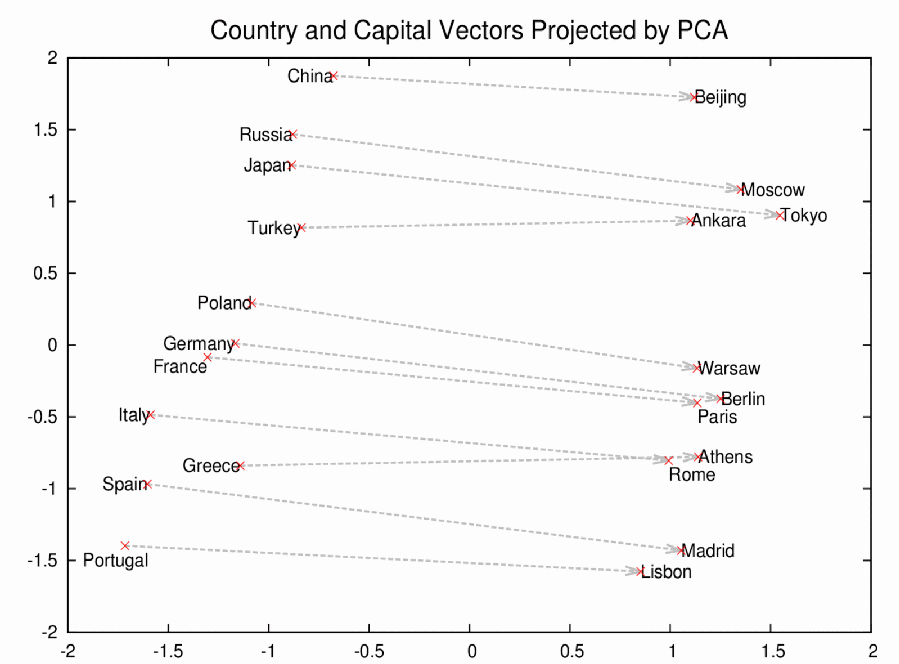 Country and Capital Vectors Projected by PCA
2
China
Beijing
1.5
Russia
Japan
Moscow
1
Tokyo
Turkey
Ankara
0.5
Poland
Germany
0
France
Warsaw
Berlin
-0.5
Italy
Paris
Greece
Athens
Rome
-1
Spain
Madrid
-1.5
Portugal
Lisbon
-2
-2 -1.5 -1 -0.5 0 0.5 1 1.5 2